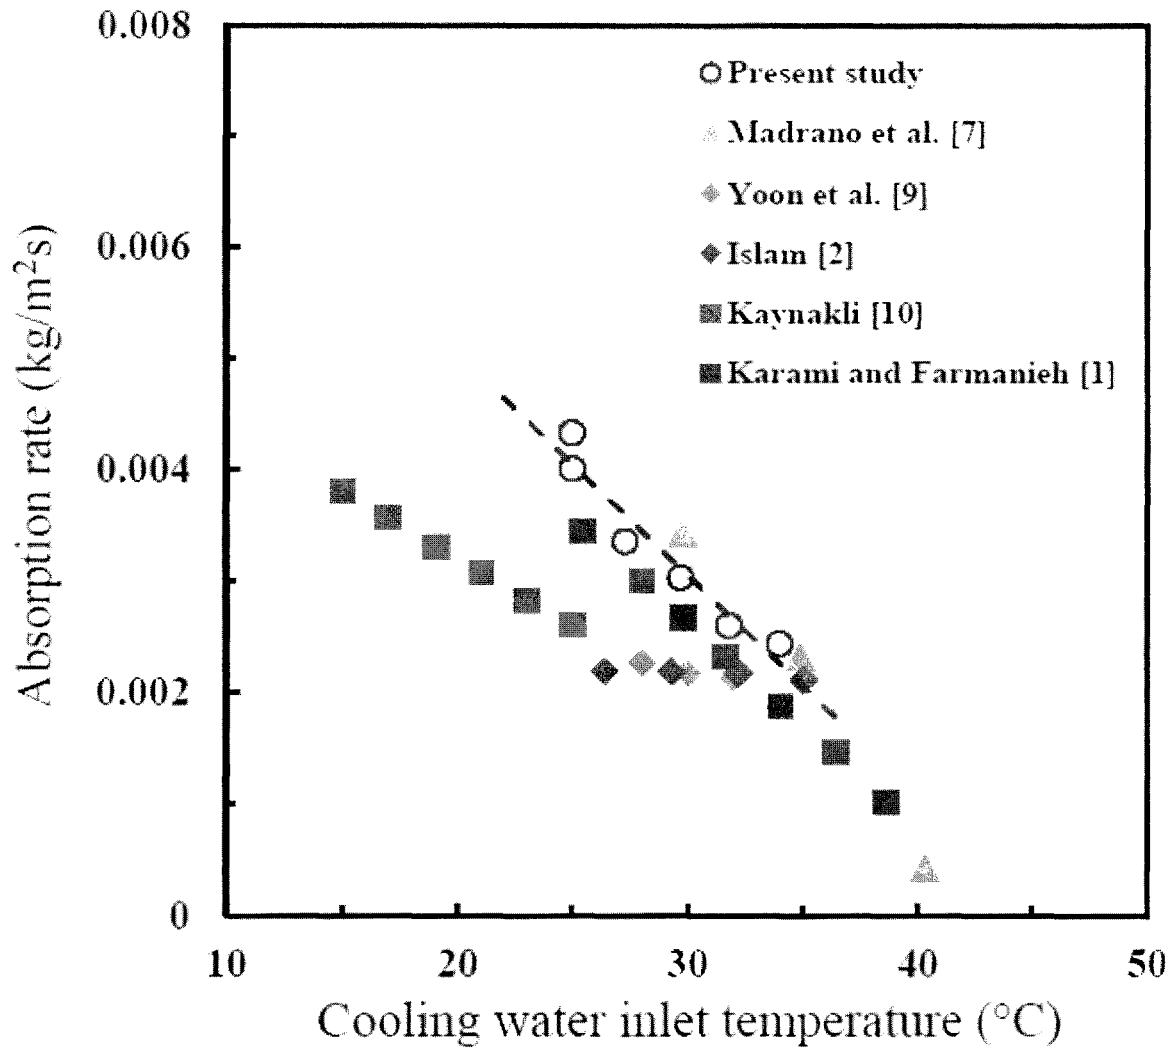 0.008
0.006
0.004
0.002
0
Absorption rate (kg/m²s)
Present study
Madrano et al. [7]
Yoon et al. [9]
Islam [2]
Kaynakli [10]
Karami and Farmanieh [1]
10 20 30 40 50
Cooling water inlet temperature (°C)